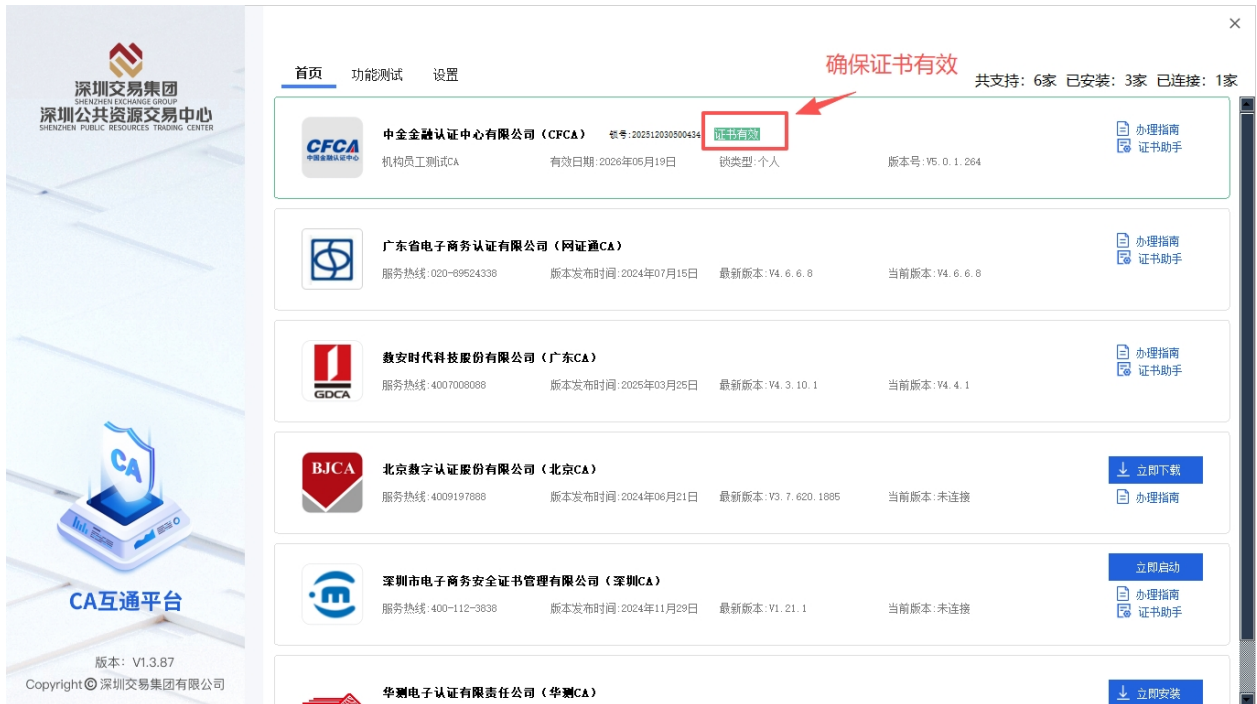 深圳交易集团
SHENZHEN EXCHANGE GROUP
深圳公共资源交易中心
SHENZHEN PUBLIC RESOURCES TRADING CENTER
CA
CA互通平台
版本: V1.3.87
Copyright©深圳交易集团有限公司
首页 功能测试 设置
确保证书有效
共支持: 6家 已安装: 3家 已连接: 1家
CFCA
中国金融认证中心
中金金融认证中心有限公司（CFCA） 锁号:202512030500434 证书有效
机构员工测试CA 有效日期:2026年05月19日 锁类型:个人 版本号:V5.0.1.264
办理指南
证书助手
广东省电子商务认证有限公司（网证通CA）
服务热线:020-89524338 版本发布时间:2024年07月15日 最新版本:V4.6.6.8 当前版本:V4.6.6.8
办理指南
证书助手
GDCA
数安时代科技股份有限公司（广东CA）
服务热线:4007008088 版本发布时间:2025年03月25日 最新版本:V4.3.10.1 当前版本:V4.4.1
办理指南
证书助手
BJCA
北京数字认证股份有限公司（北京CA）
服务热线:4009197888 版本发布时间:2024年06月21日 最新版本:V3.7.620.1885 当前版本:未连接
立即下载
办理指南
深圳市电子商务安全证书管理有限公司（深圳CA）
服务热线:400-112-3838 版本发布时间:2024年11月29日 最新版本:V1.21.1 当前版本:未连接
立即启动
办理指南
证书助手
华测电子认证有限责任公司（华测CA）
立即安装